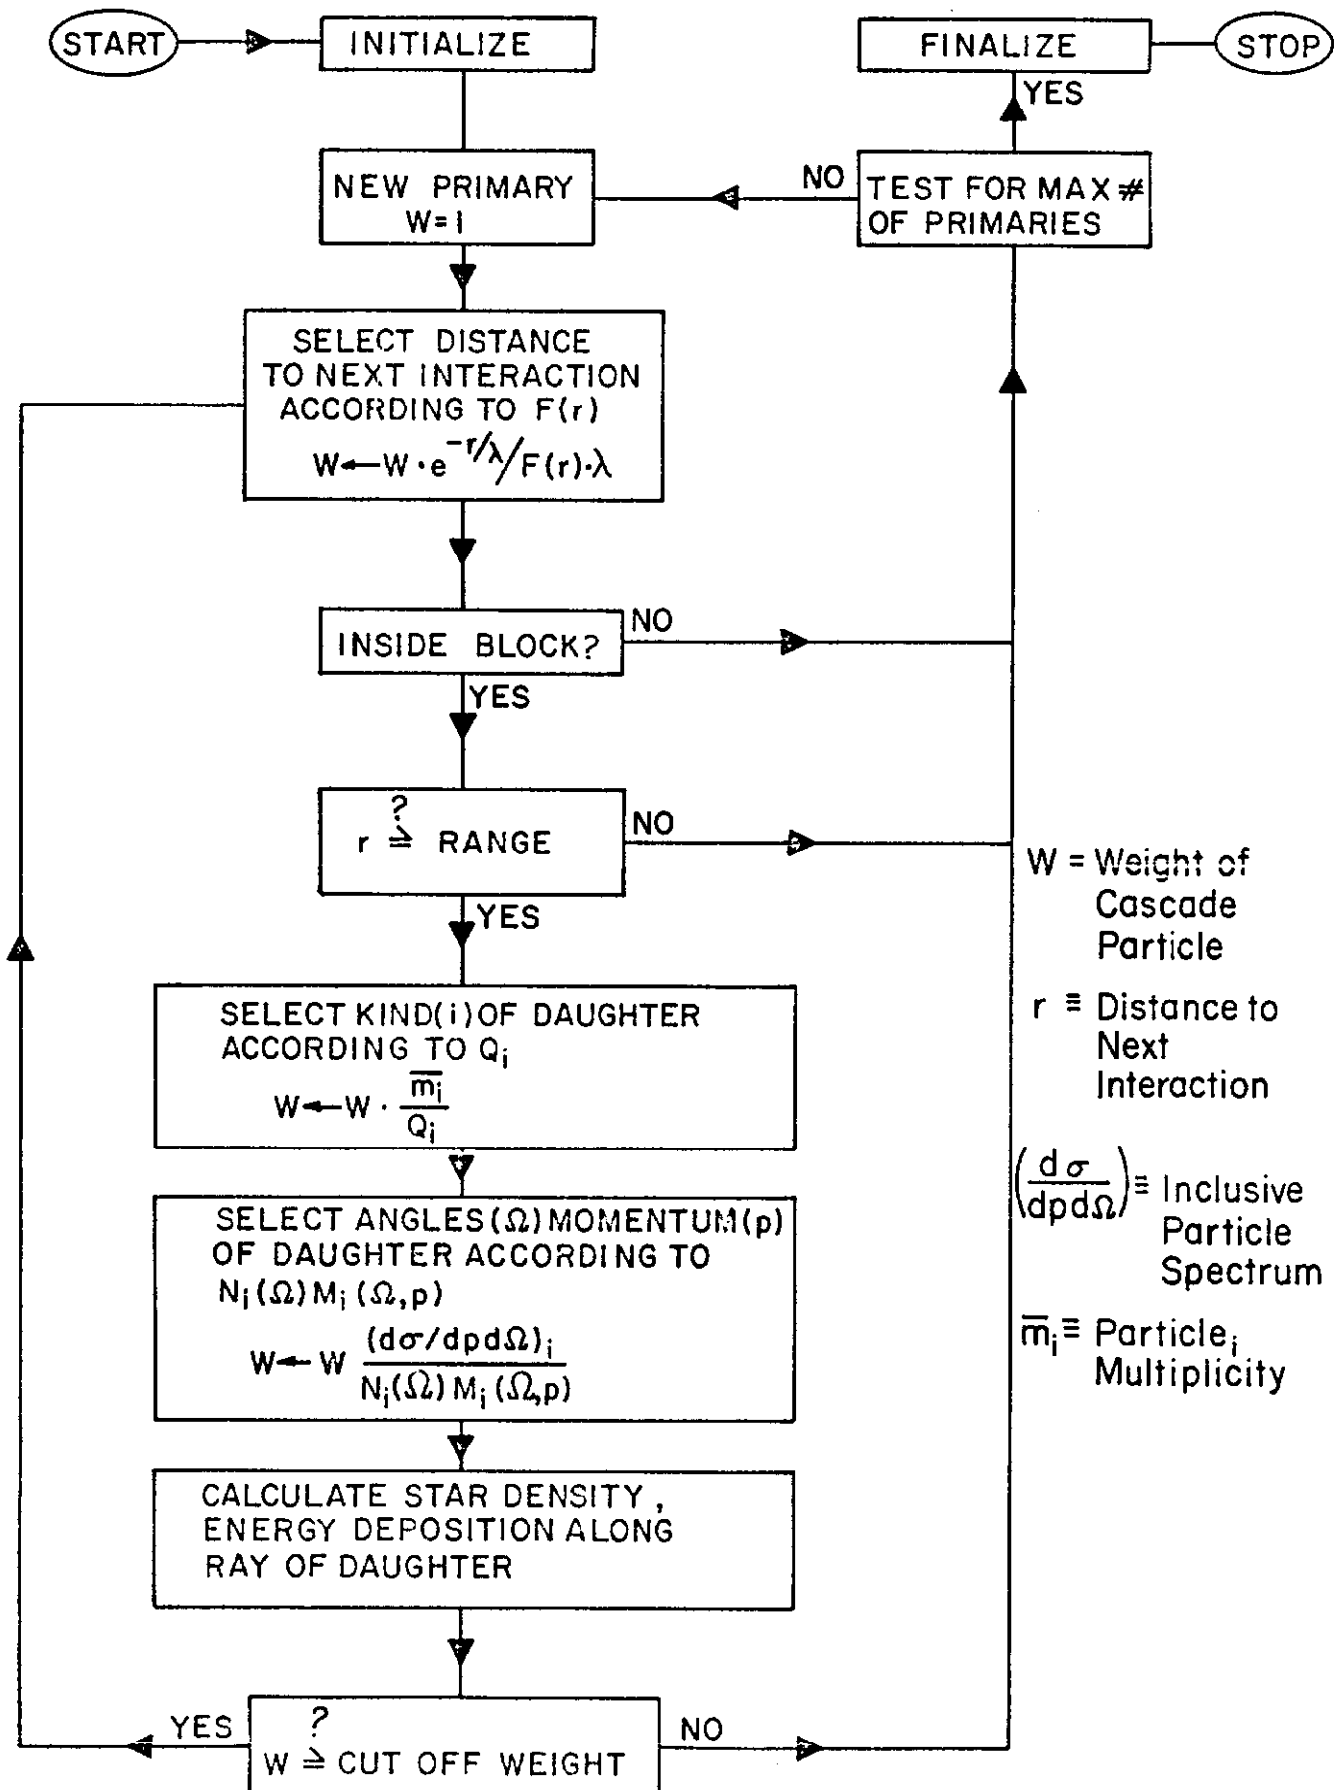 START
INITIALIZE
FINALIZE
STOP
YES
NEW PRIMARY
W=1
NO
TEST FOR MAX #
OF PRIMARIES
SELECT DISTANCE
TO NEXT INTERACTION
ACCORDING TO F(r)
W←W·e^{-r/λ}/F(r)·λ
INSIDE BLOCK?
NO
YES
?
r ≧ RANGE
NO
YES
SELECT KIND(i) OF DAUGHTER
ACCORDING TO Q_i
W←W · \overline{m_i}/Q_i
SELECT ANGLES(Ω) MOMENTUM(p)
OF DAUGHTER ACCORDING TO
N_i(Ω) M_i(Ω,p)
W←W (dσ/dpdΩ)_i / N_i(Ω) M_i(Ω,p)
CALCULATE STAR DENSITY,
ENERGY DEPOSITION ALONG
RAY OF DAUGHTER
YES
?
W ≧ CUT OFF WEIGHT
NO
W = Weight of
Cascade
Particle
r ≡ Distance to
Next
Interaction
(dσ/dpdΩ) ≡ Inclusive
Particle
Spectrum
\overline{m}_i ≡ Particle_i
Multiplicity